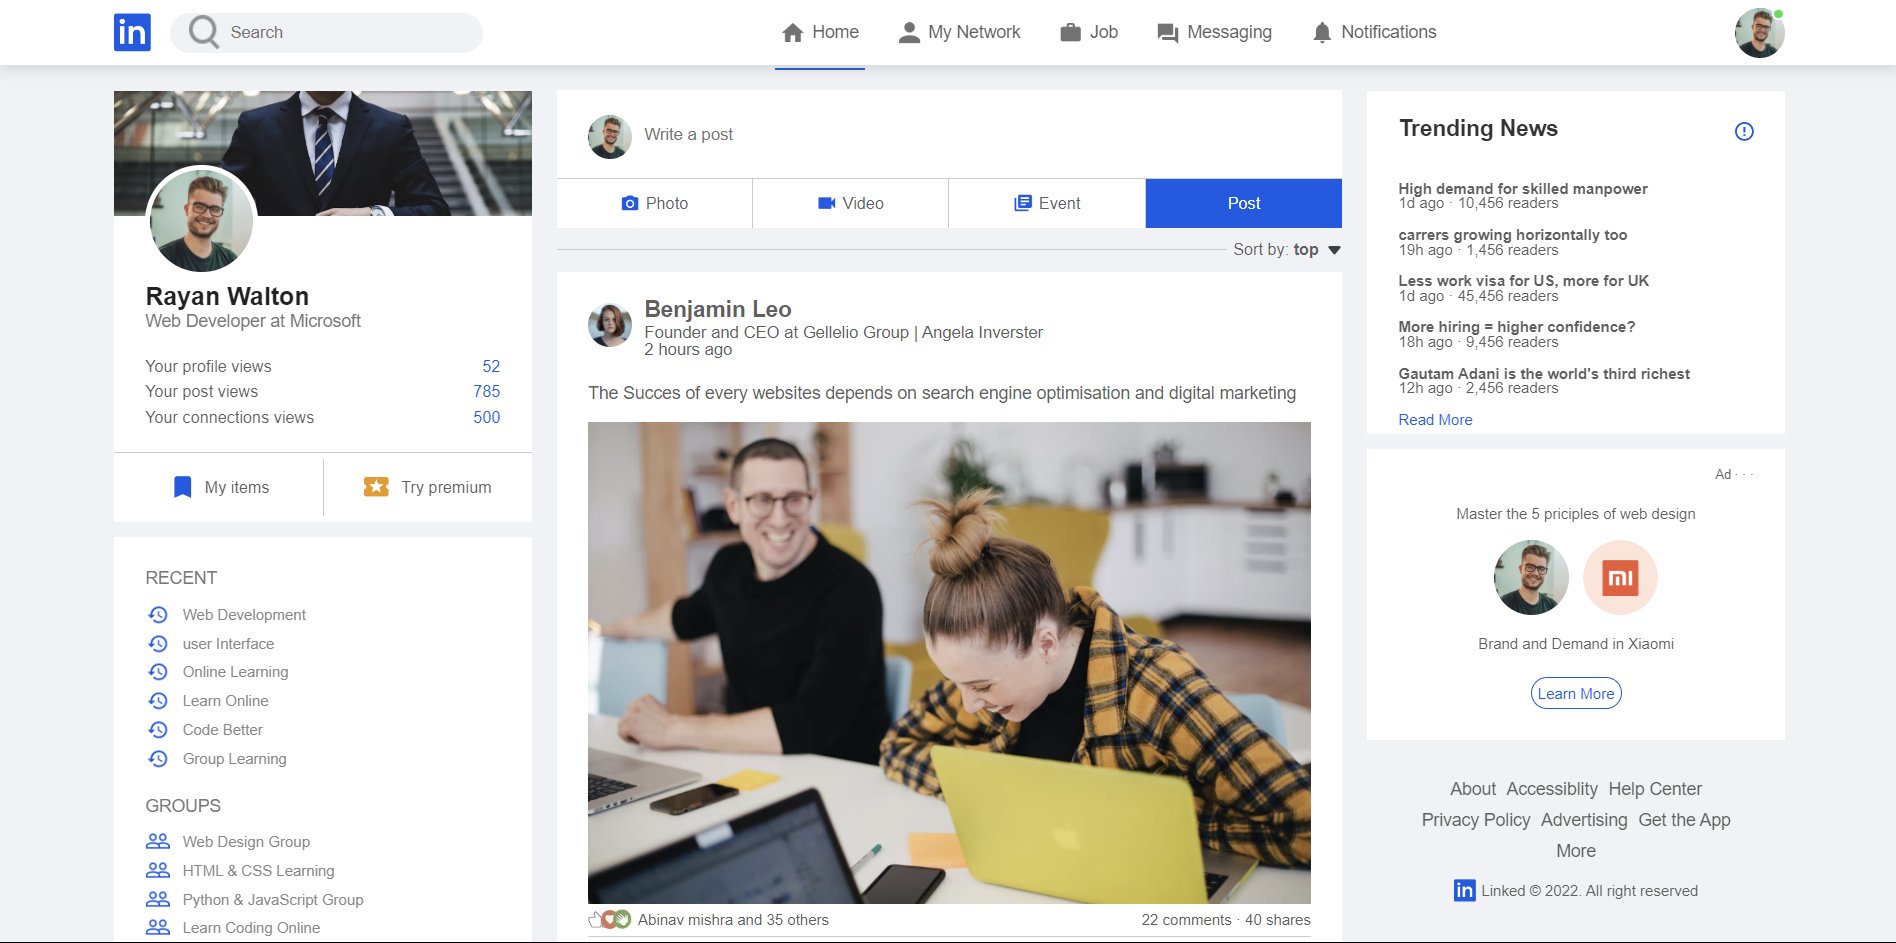 in Search Home My Network Job Messaging Notifications
Rayan Walton
Web Developer at Microsoft
Your profile views 52
Your post views 785
Your connections views 500
My items Try premium
RECENT
Web Development
user Interface
Online Learning
Learn Online
Code Better
Group Learning
GROUPS
Web Design Group
HTML & CSS Learning
Python & JavaScript Group
Learn Coding Online
Write a post
Photo Video Event Post
Sort by: top
Benjamin Leo
Founder and CEO at Gellelio Group | Angela Inverster
2 hours ago
The Succes of every websites depends on search engine optimisation and digital marketing
Abinav mishra and 35 others 22 comments · 40 shares
Trending News
High demand for skilled manpower
1d ago · 10,456 readers
carrers growing horizontally too
19h ago · 1,456 readers
Less work visa for US, more for UK
1d ago · 45,456 readers
More hiring = higher confidence?
18h ago · 9,456 readers
Gautam Adani is the world's third richest
12h ago · 2,456 readers
Read More
Ad · · ·
Master the 5 priciples of web design
mi
Brand and Demand in Xiaomi
Learn More
About Accessiblity Help Center
Privacy Policy Advertising Get the App
More
in Linked © 2022. All right reserved